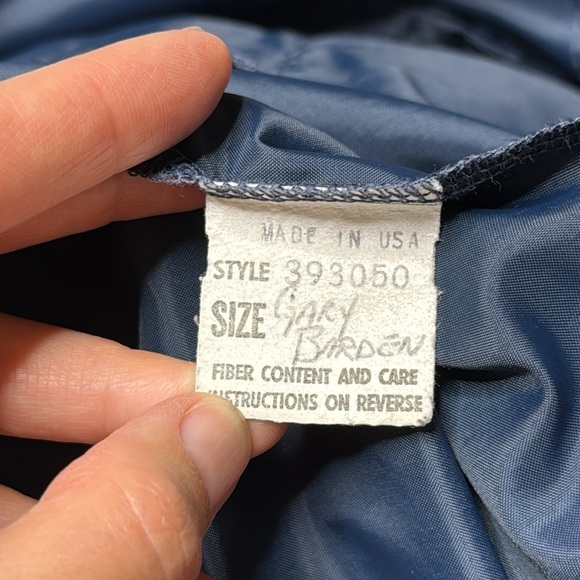 MADE IN USA
STYLE 393050
SIZE GARY
BARDEN
FIBER CONTENT AND CARE
INSTRUCTIONS ON REVERSE